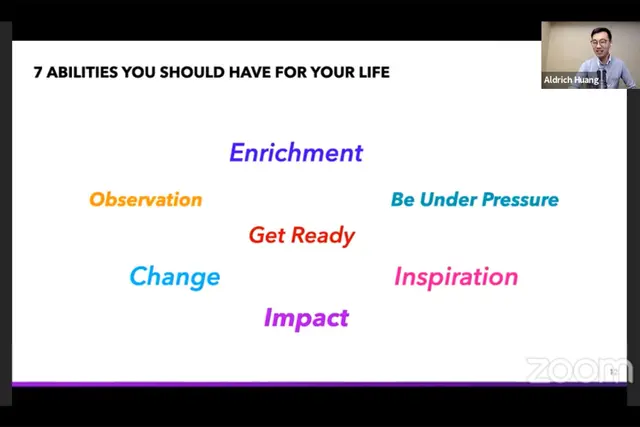 7 ABILITIES YOU SHOULD HAVE FOR YOUR LIFE
Aldrich Huang
Enrichment
Observation
Be Under Pressure
Get Ready
Change
Inspiration
Impact
zoom